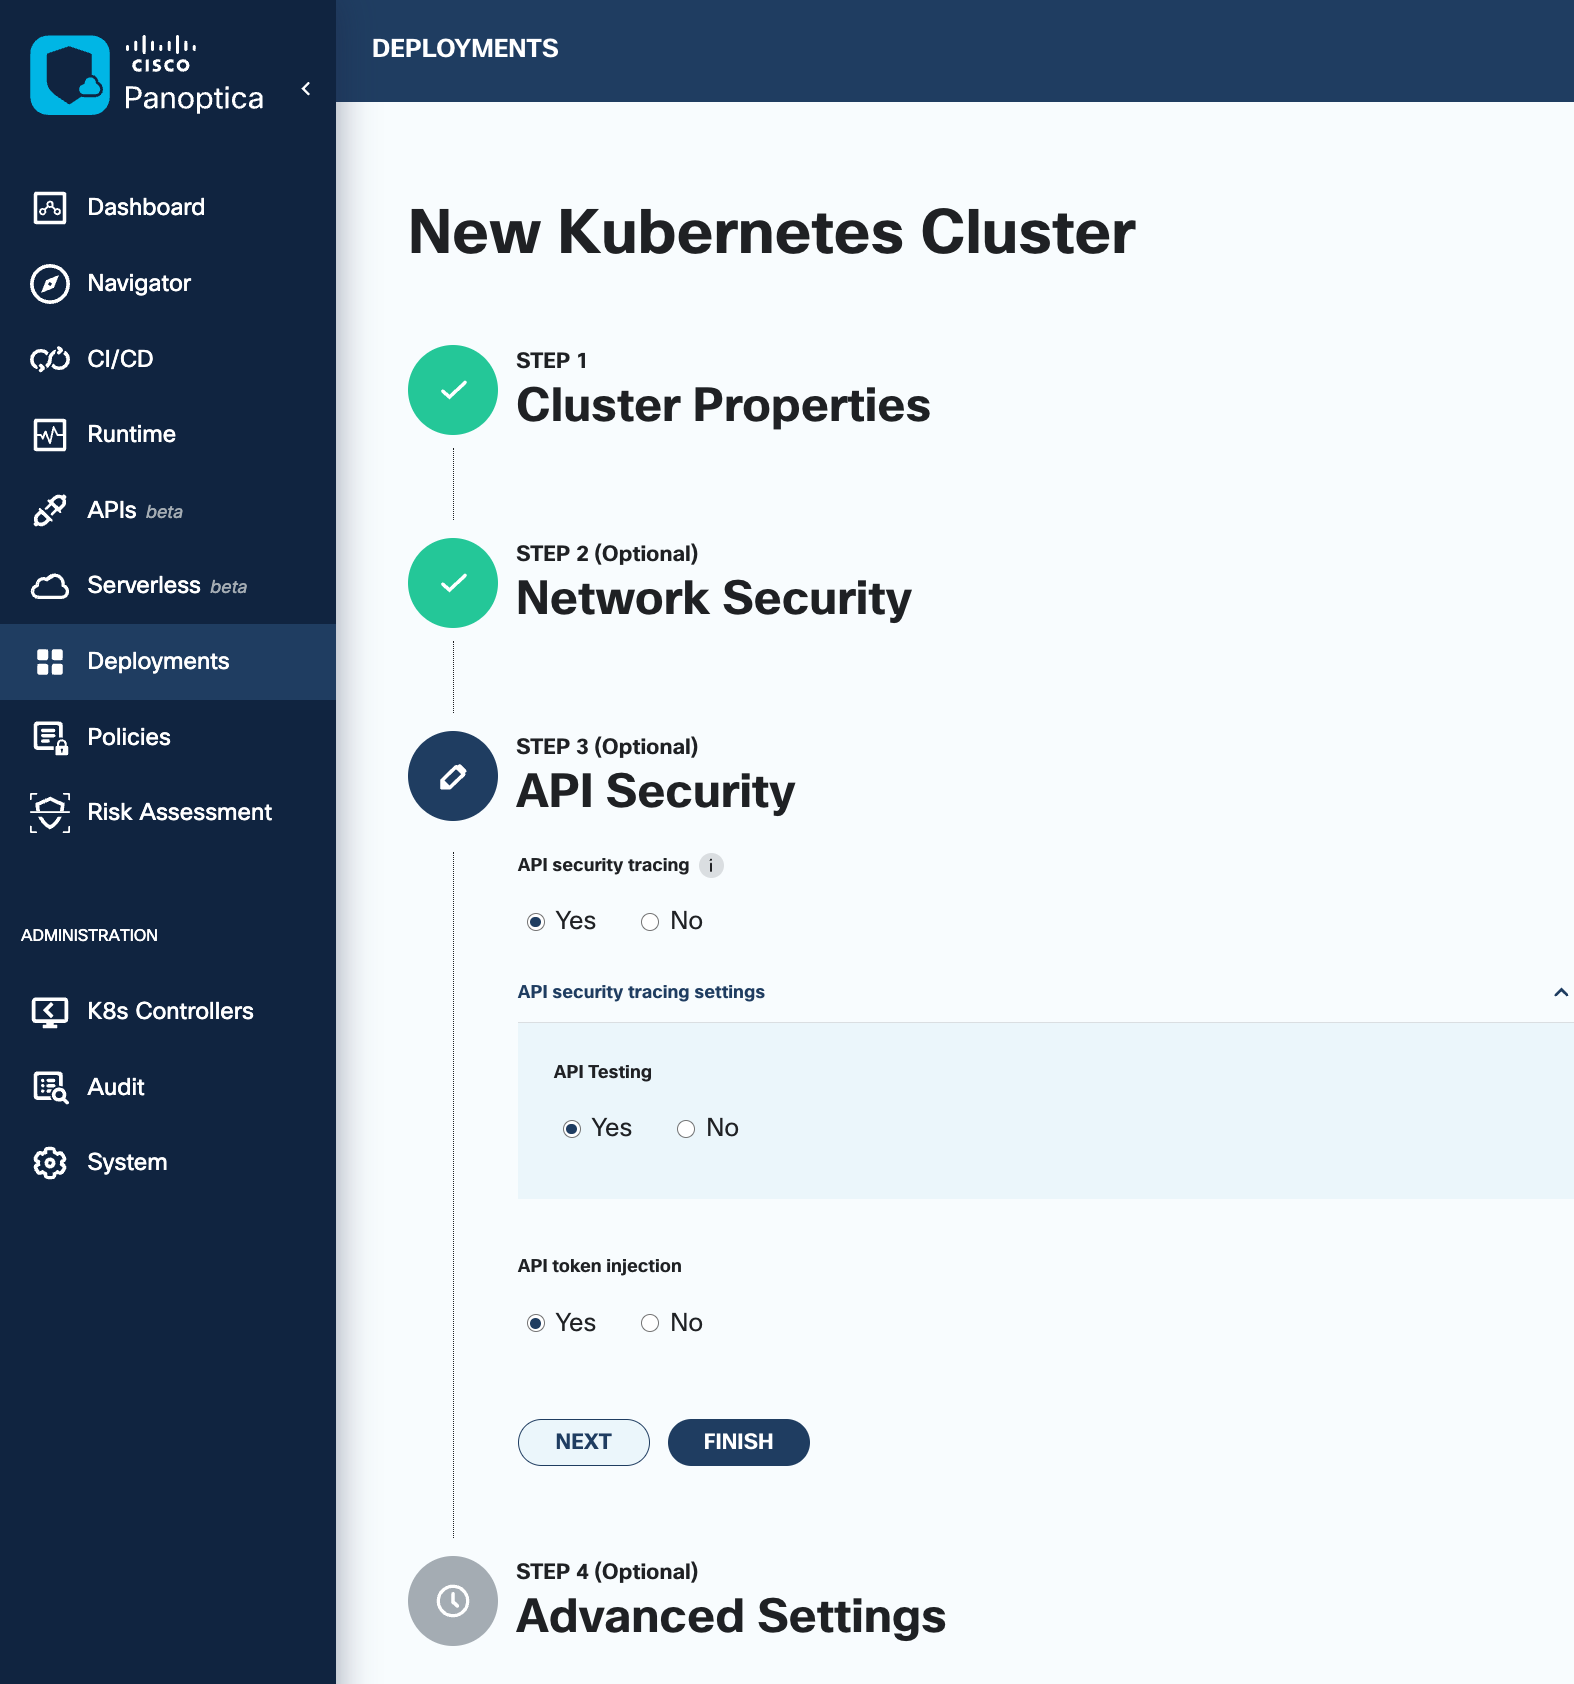 CISCO
Panoptica
Dashboard
Navigator
CI/CD
Runtime
APIs beta
Serverless beta
Deployments
Policies
Risk Assessment
ADMINISTRATION
K8s Controllers
Audit
System
DEPLOYMENTS
New Kubernetes Cluster
STEP 1
Cluster Properties
STEP 2 (Optional)
Network Security
STEP 3 (Optional)
API Security
API security tracing i
Yes No
API security tracing settings
API Testing
Yes No
API token injection
Yes No
NEXT FINISH
STEP 4 (Optional)
Advanced Settings